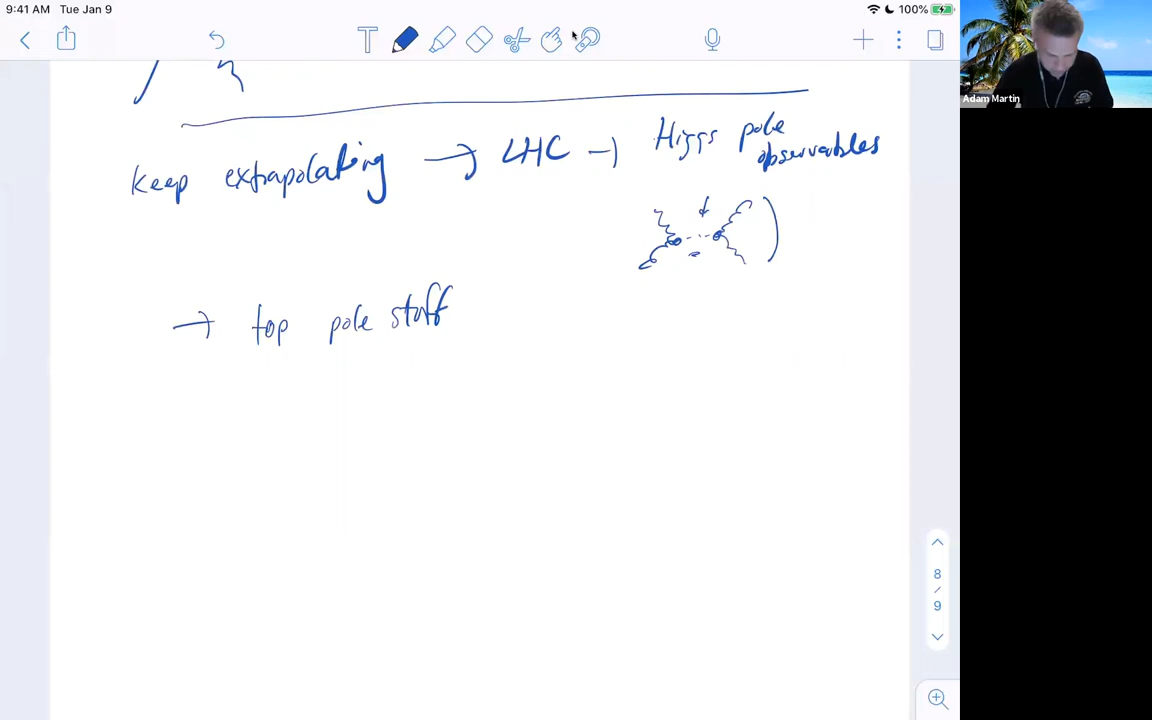 9:41 AM Tue Jan 9
100%
Adam Martin
keep extrapolating → LHC → Higgs pole
observables
→ top pole stuff
8
/
9